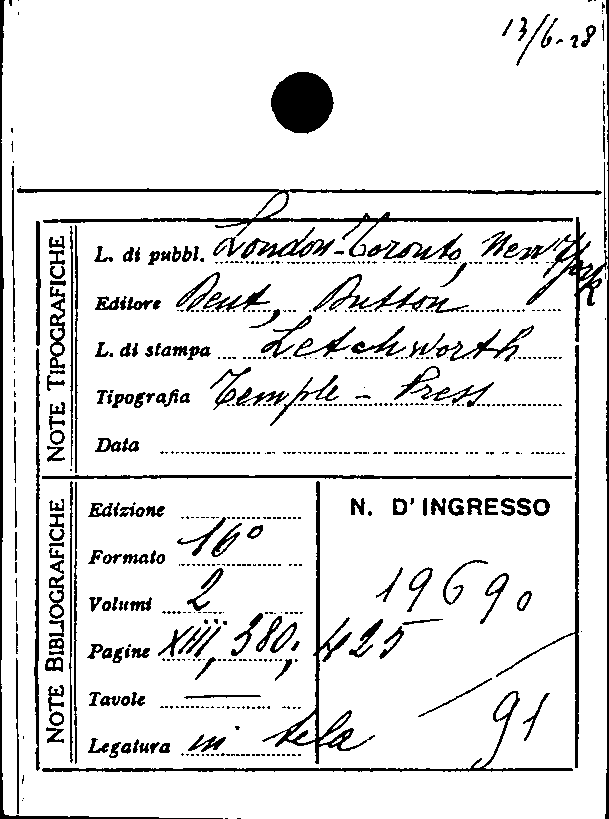 13/6-28
NOTE TIPOGRAFICHE
L. di pubbl. London-Toronto, New York
Editore Dent, Dutton
L. di stampa Letchworth
Tipografia Temple - Press
Data
NOTE BIBLIOGRAFICHE
Edizione
Formato 16°
Volumi 2
Pagine XIII, 380; 425
Tavole —
Legatura in tela
N. D'INGRESSO
19690
91